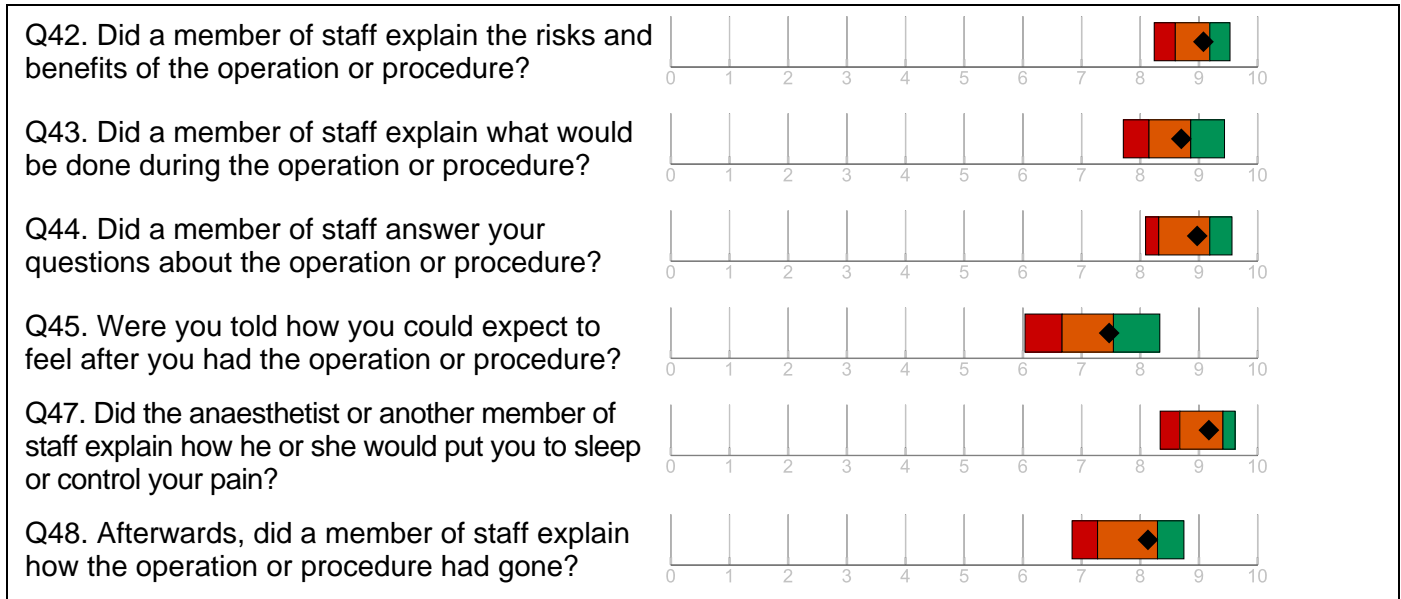 Q42. Did a member of staff explain the risks and
benefits of the operation or procedure?
0 1 2 3 4 5 6 7 8 9 10
Q43. Did a member of staff explain what would
be done during the operation or procedure?
0 1 2 3 4 5 6 7 8 9 10
Q44. Did a member of staff answer your
questions about the operation or procedure?
0 1 2 3 4 5 6 7 8 9 10
Q45. Were you told how you could expect to
feel after you had the operation or procedure?
0 1 2 3 4 5 6 7 8 9 10
Q47. Did the anaesthetist or another member of
staff explain how he or she would put you to sleep
or control your pain?
0 1 2 3 4 5 6 7 8 9 10
Q48. Afterwards, did a member of staff explain
how the operation or procedure had gone?
0 1 2 3 4 5 6 7 8 9 10